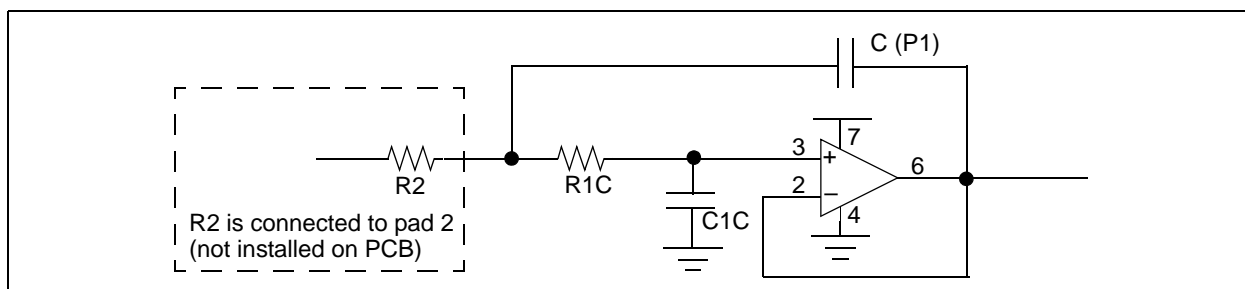 C (P1)
7
3
+
R2
R1C
6
2
−
C1C
4
R2 is connected to pad 2
(not installed on PCB)